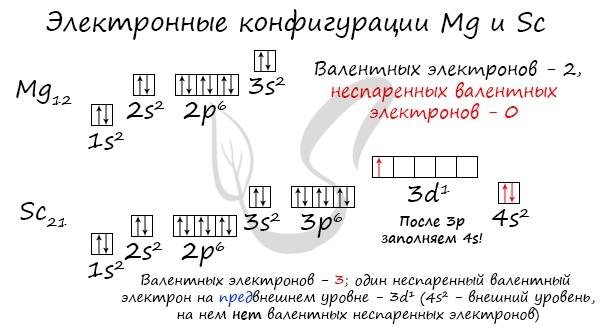 Электронные конфигурации Mg и Sc
Mg₁₂
1s²
2s²
2p⁶
3s²
Валентных электронов - 2,
неспаренных валентных
электронов - 0
Sc₂₁
1s²
2s²
2p⁶
3s²
3p⁶
3d¹
4s²
После 3p
заполняем 4s!
Валентных электронов - 3; один неспаренный валентный
электрон на предвнешнем уровне - 3d¹ (4s² - внешний уровень,
на нем нет валентных неспаренных электронов)